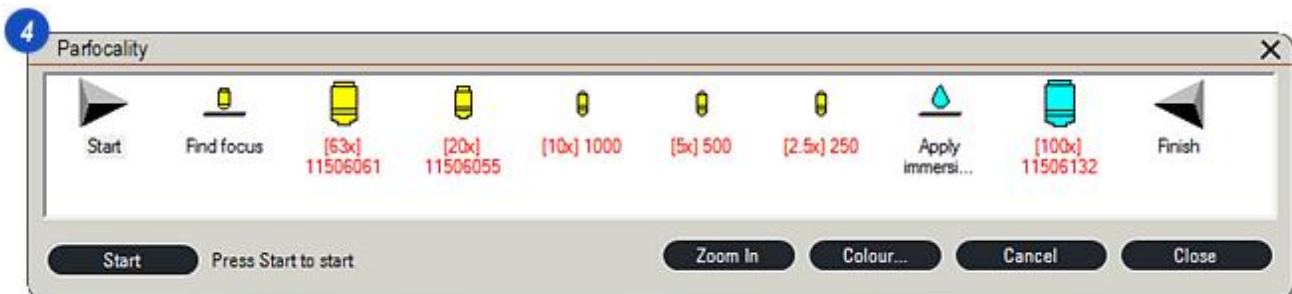 4
Parfocality
Start
Find focus
[63x]
11506061
[20x]
11506055
[10x] 1000
[5x] 500
[2.5x] 250
Apply
immersi...
[100x]
11506132
Finish
Start
Press Start to start
Zoom In
Colour...
Cancel
Close